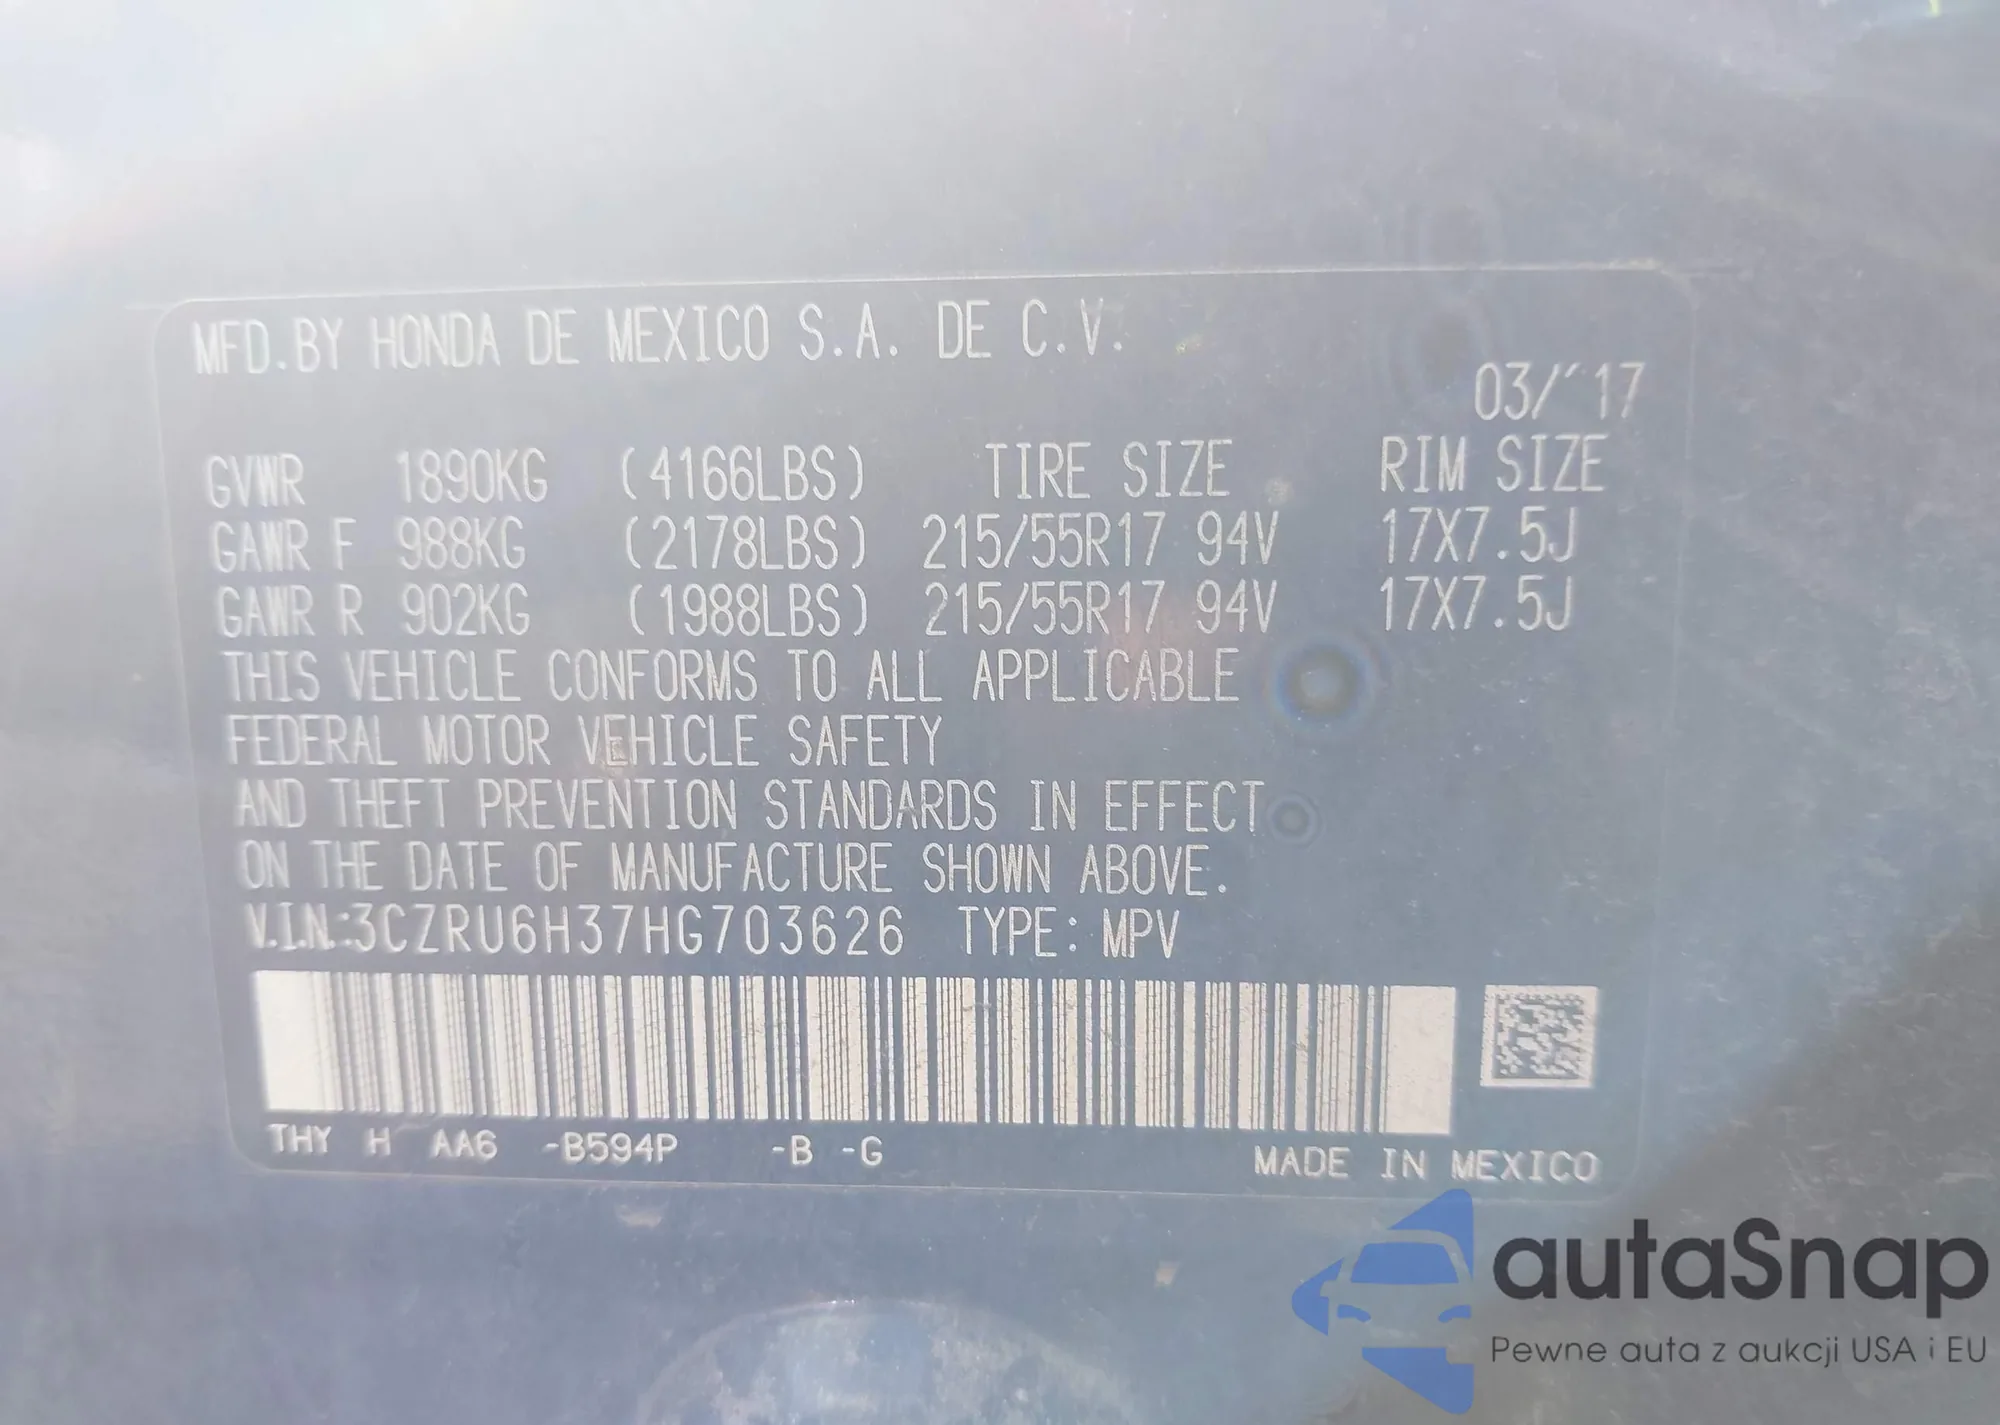 MFD.BY HONDA DE MEXICO S.A. DE C.V.
03/'17
GVWR 1890KG (4166LBS) TIRE SIZE RIM SIZE
GAWR F 988KG (2178LBS) 215/55R17 94V 17X7.5J
GAWR R 902KG (1988LBS) 215/55R17 94V 17X7.5J
THIS VEHICLE CONFORMS TO ALL APPLICABLE
FEDERAL MOTOR VEHICLE SAFETY
AND THEFT PREVENTION STANDARDS IN EFFECT
ON THE DATE OF MANUFACTURE SHOWN ABOVE.
V.I.N.:3CZRU6H37HG703626 TYPE: MPV
THY H AA6 -B594P -B -G
MADE IN MEXICO
autaSnap
Pewne auta z aukcji USA i EU